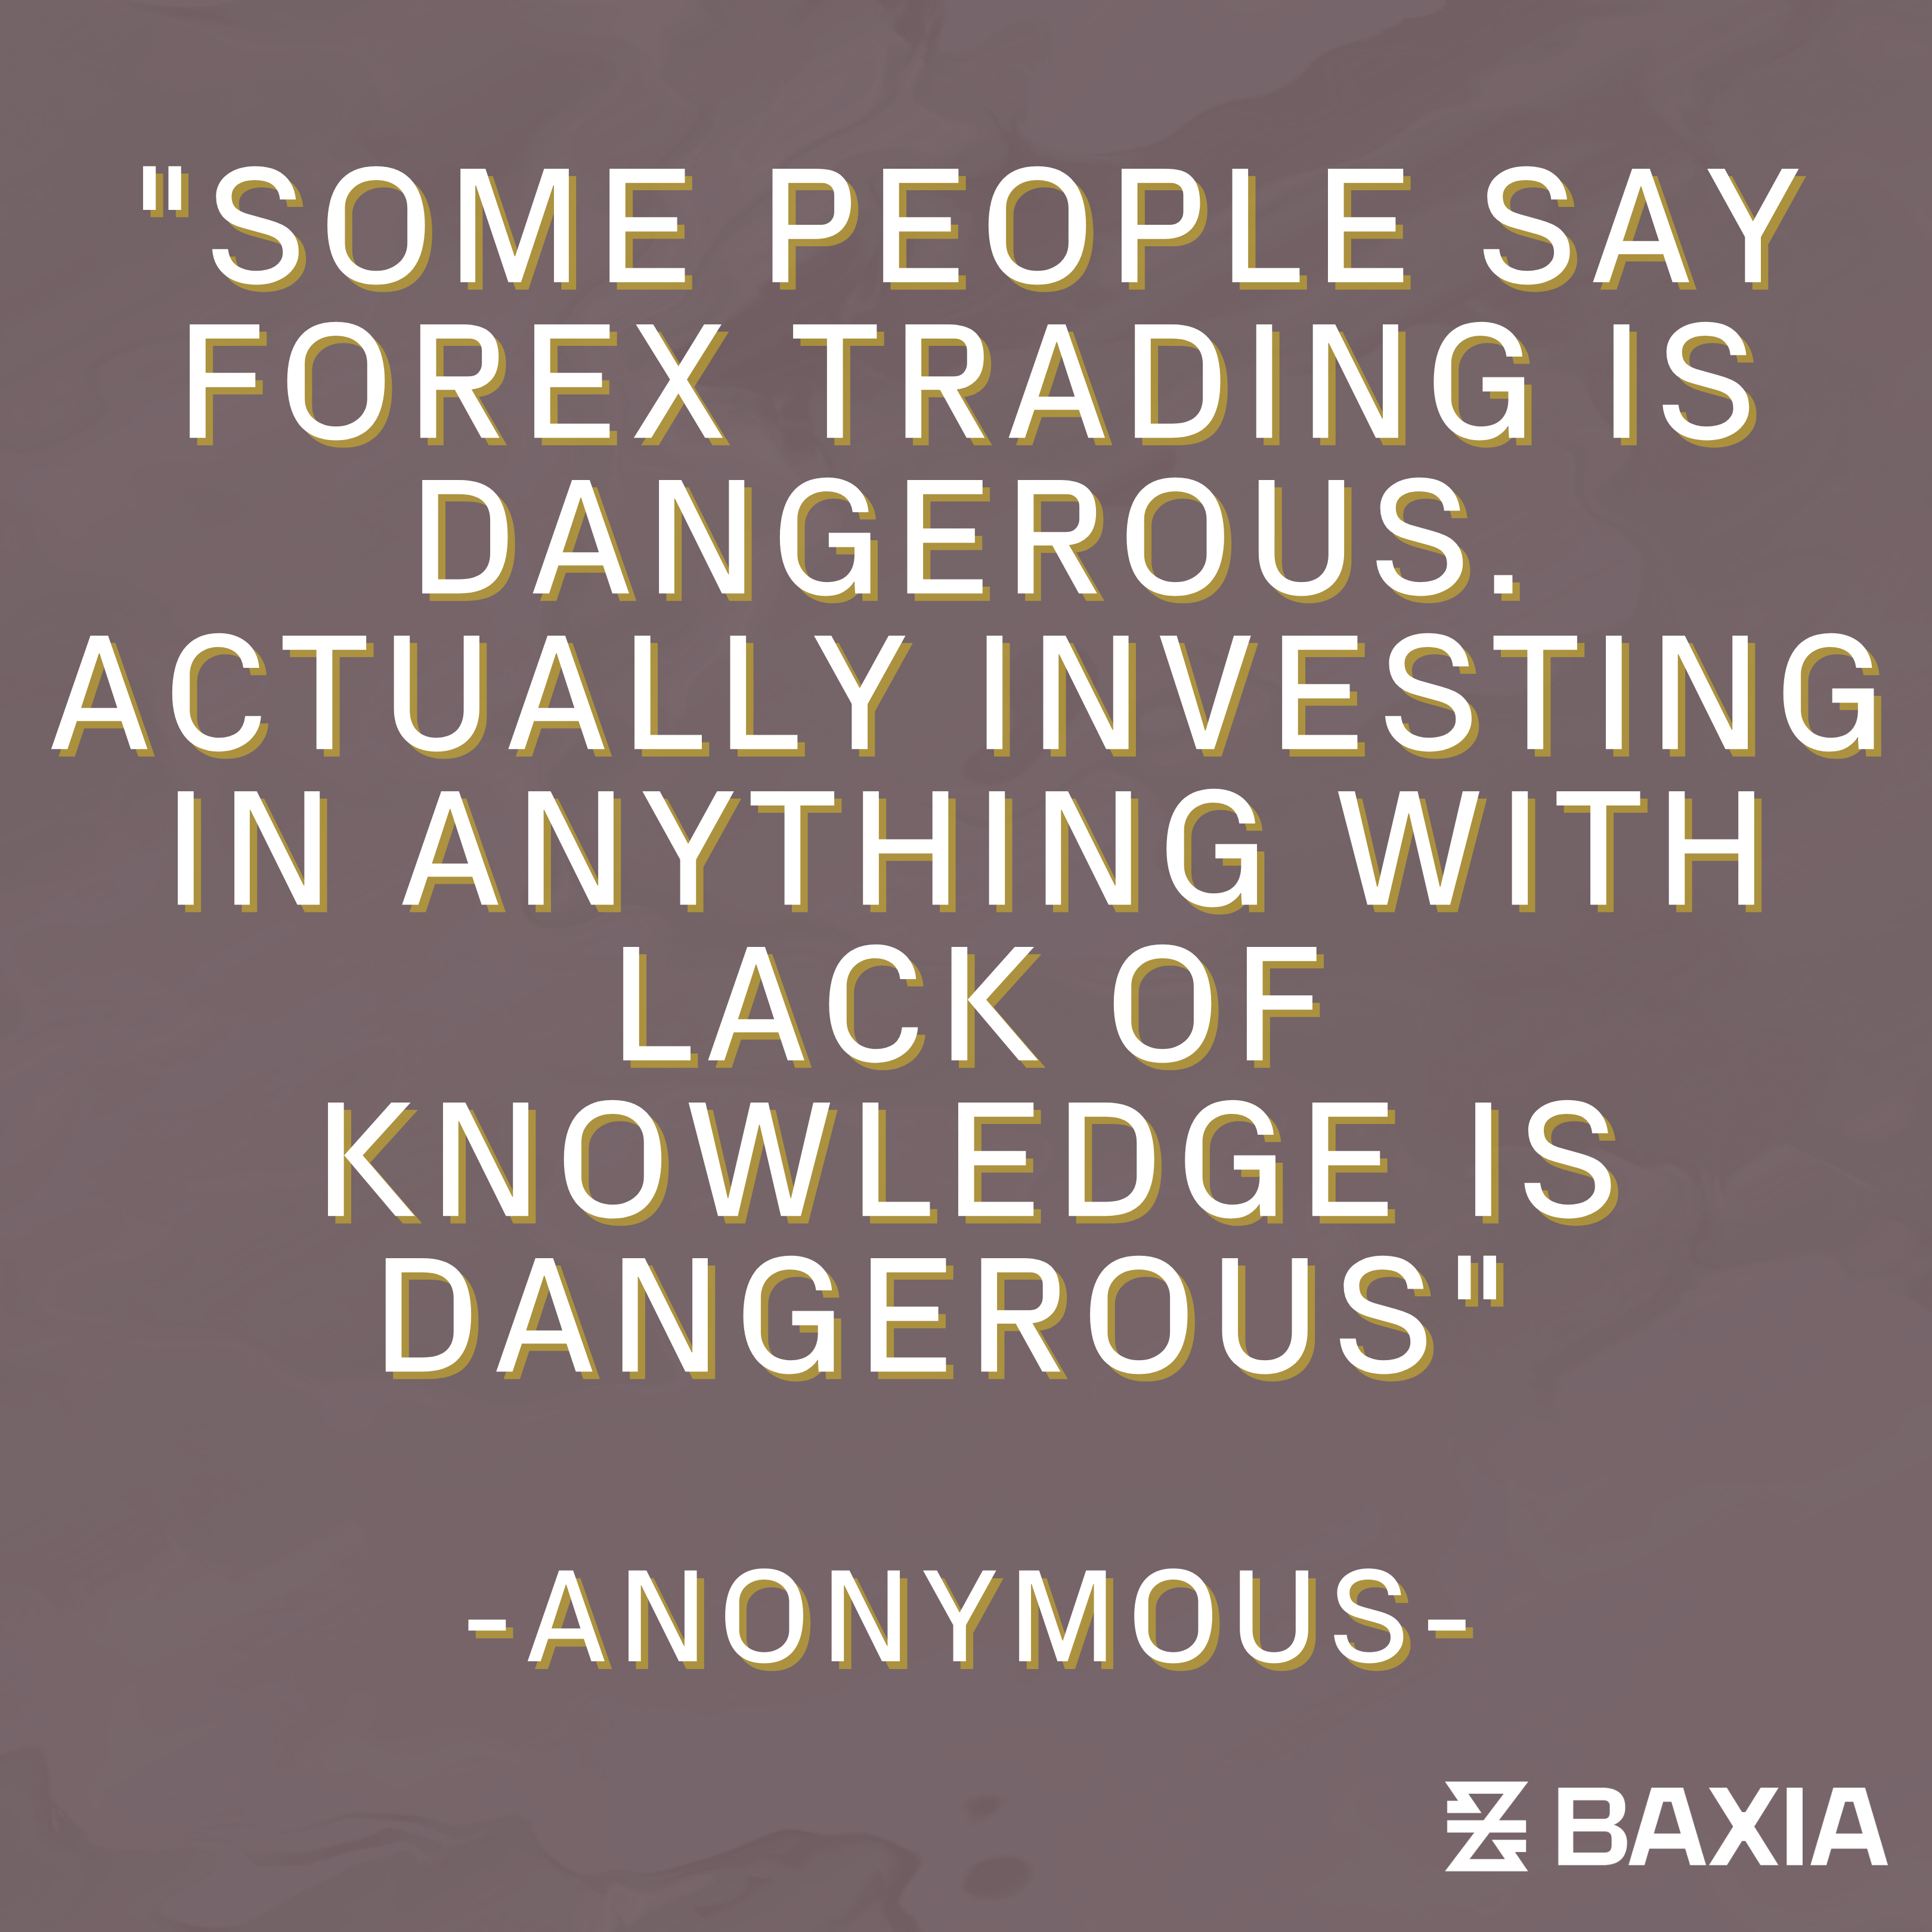 "SOME PEOPLE SAY
FOREX TRADING IS
DANGEROUS.
ACTUALLY INVESTING
IN ANYTHING WITH
LACK OF
KNOWLEDGE IS
DANGEROUS"
-ANONYMOUS-
BAXIA